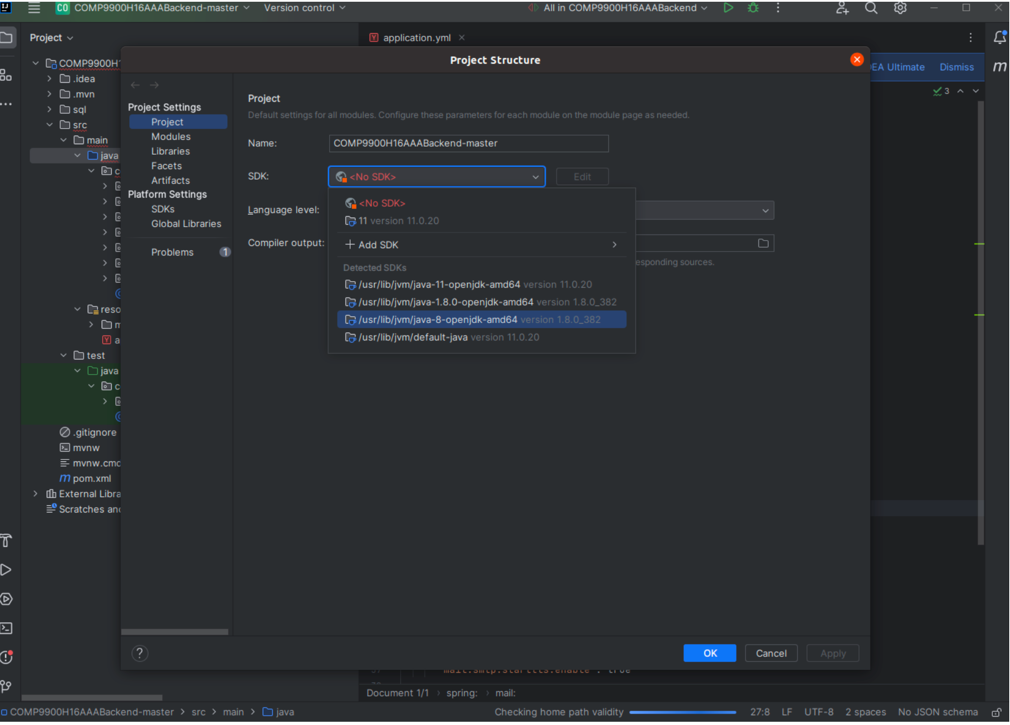 CO COMP9900H16AAABackend-master Version control All in COMP9900H16AAABackend
Project
application.yml
COMP9900H
.idea
.mvn
sql
src
main
java
test
java
.gitignore
mvnw
mvnw.cmd
pom.xml
External Libra
Scratches and
DEA Ultimate Dismiss
3
Project Structure
Project Settings
Project
Modules
Libraries
Facets
Artifacts
Platform Settings
SDKs
Global Libraries
Problems 1
Project
Default settings for all modules. Configure these parameters for each module on the module page as needed.
Name: COMP9900H16AAABackend-master
SDK: <No SDK> Edit
Language level:
Compiler output:
<No SDK>
11 version 11.0.20
Add SDK
Detected SDKs
/usr/lib/jvm/java-11-openjdk-amd64 version 11.0.20
/usr/lib/jvm/java-1.8.0-openjdk-amd64 version 1.8.0_382
/usr/lib/jvm/java-8-openjdk-amd64 version 1.8.0_382
/usr/lib/jvm/default-java version 11.0.20
esponding sources.
? OK Cancel Apply
Document 1/1 spring: mail:
COMP9900H16AAABackend-master src main java Checking home path validity 27:8 LF UTF-8 2 spaces No JSON schema